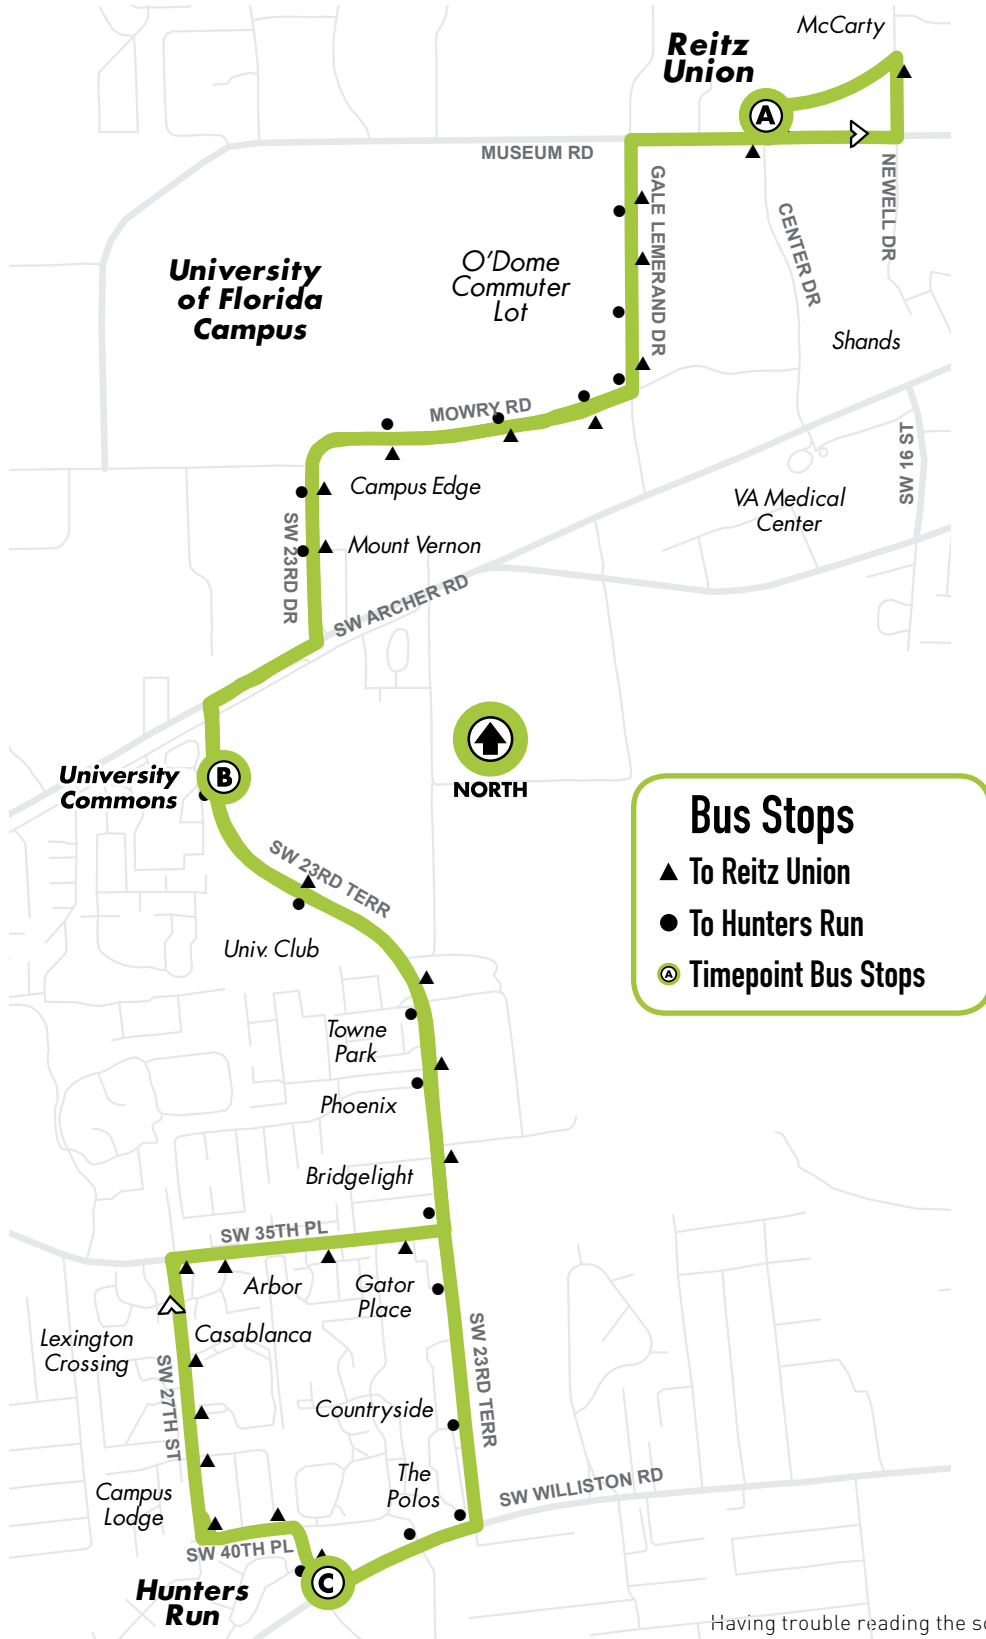 McCarty
Reitz
Union
A
MUSEUM RD
GALE LEMERAND DR
CENTER DR
NEWELL DR
University
of Florida
Campus
O'Dome
Commuter
Lot
Shands
MOWRY RD
SW 16 ST
Campus Edge
VA Medical
Center
SW 23RD DR
Mount Vernon
SW ARCHER RD
University
Commons
B
NORTH
Bus Stops
To Reitz Union
To Hunters Run
A Timepoint Bus Stops
SW 23RD TERR
Univ. Club
Towne
Park
Phoenix
Bridgelight
SW 35TH PL
Arbor
Gator
Place
Lexington
Crossing
Casablanca
SW 27TH ST
SW 23RD TERR
Countryside
The
Polos
SW WILLISTON RD
Campus
Lodge
SW 40TH PL
Hunters
Run
C
Having trouble reading the